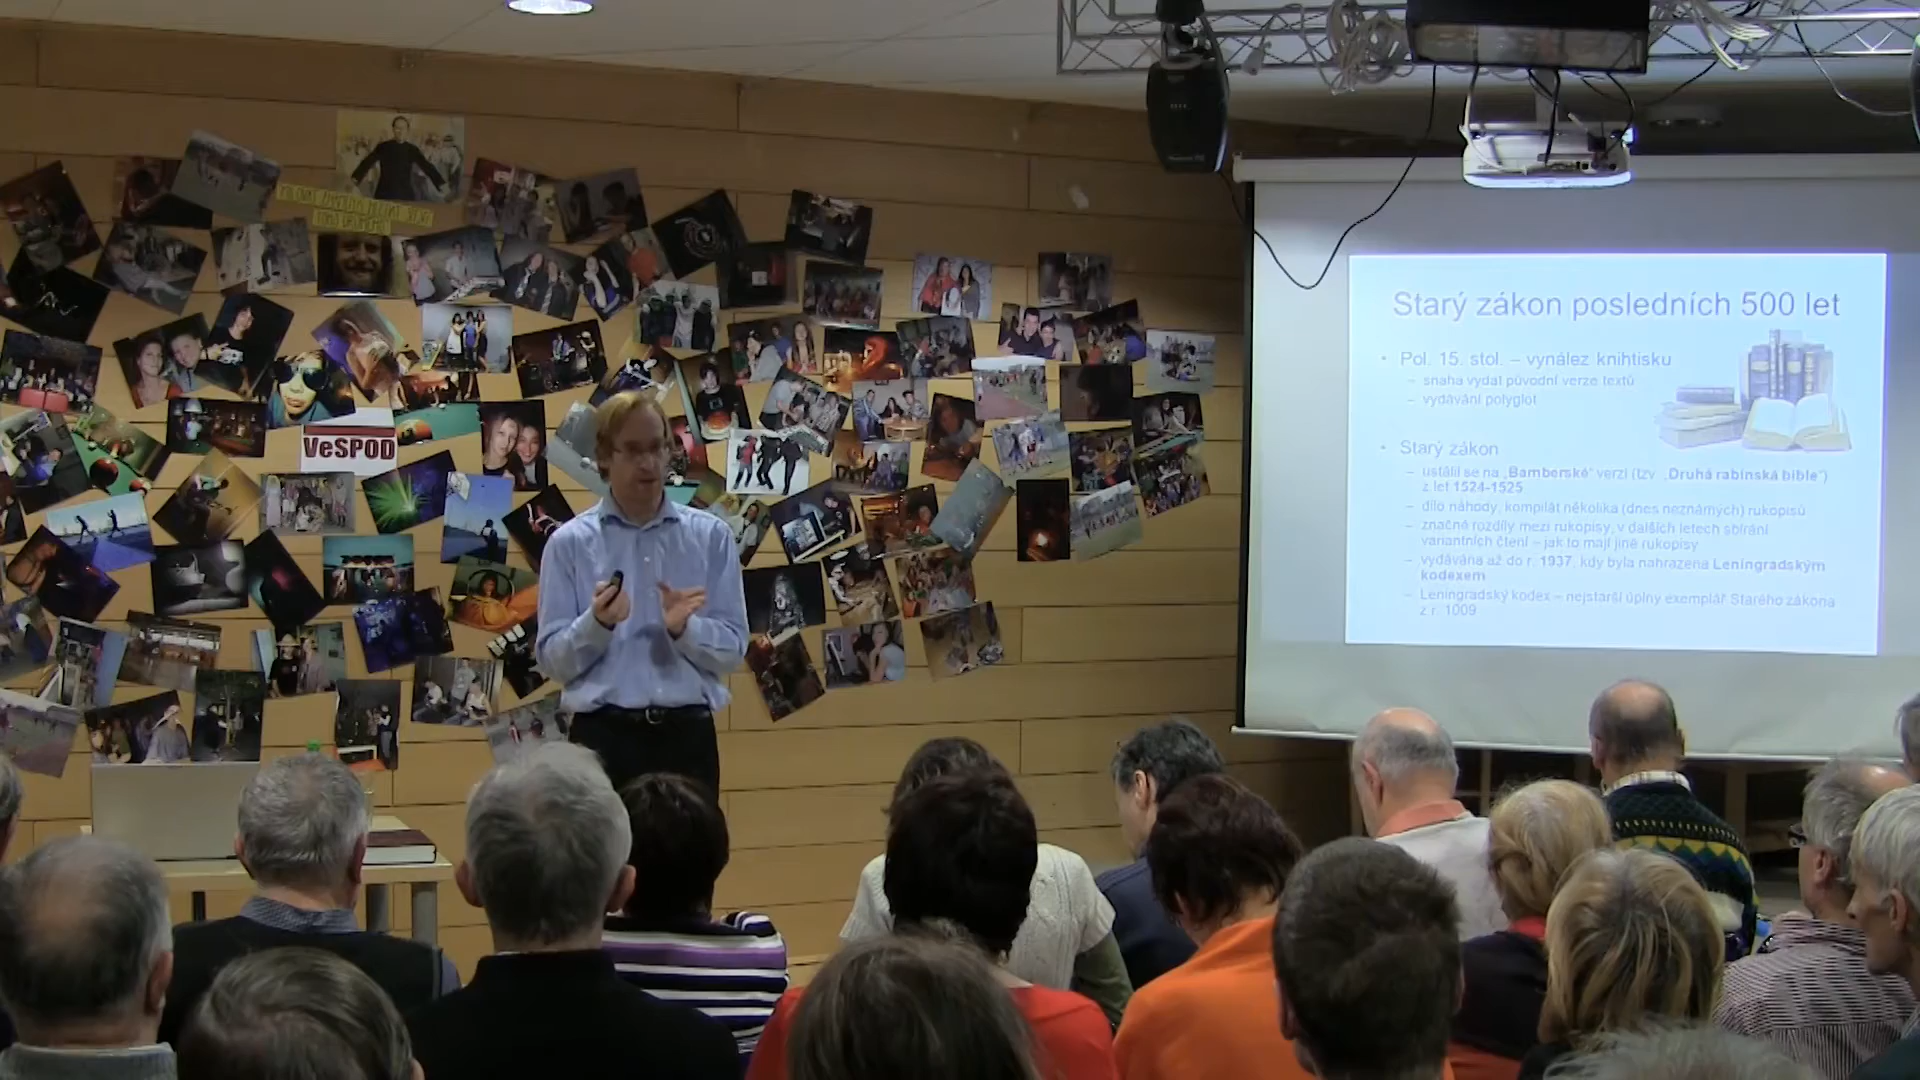 VeSPOD
Starý zákon posledních 500 let
Pol. 15. stol. – vynález knihtisku
– snaha vydat původní verze textů
– vydávání polyglot
Starý zákon
– ustálil se na „Bamberské“ verzi (tzv. „Druhá rabínská bible“)
z let 1524-1525
– dílo náhody, kompilát několika (dnes neznámých) rukopisů
– značné rozdíly mezi rukopisy, v dalších letech sbírání
variantních čtení – jak to mají jiné rukopisy
– vydávána až do r. 1937, kdy byla nahrazena Leningradským
kodexem
– Leningradský kodex – nejstarší úplný exemplář Starého zákona
z r. 1009